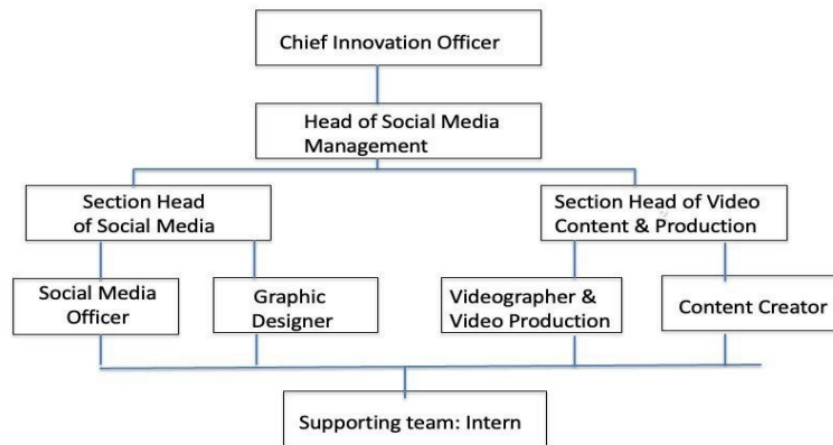 Chief Innovation Officer
Head of Social Media
Management
Section Head
of Social Media
Section Head of Video
Content & Production
Social Media
Officer
Graphic
Designer
Videographer &
Video Production
Content Creator
Supporting team: Intern